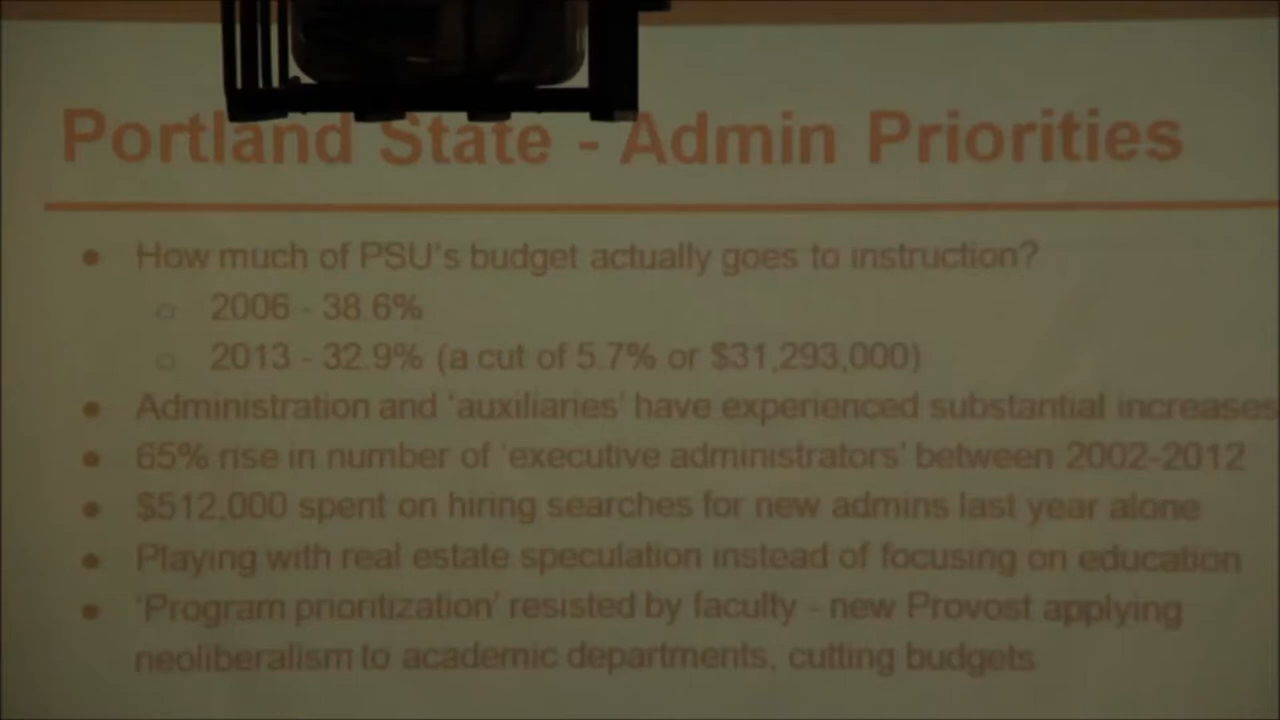 Portland State - Admin Priorities
● How much of PSU's budget actually goes to instruction?
○ 2006 - 38.6%
○ 2013 - 32.9% (a cut of 5.7% or $31,293,000)
● Administration and 'auxiliaries' have experienced substantial increases
● 65% rise in number of 'executive administrators' between 2002-2012
● $512,000 spent on hiring searches for new admins last year alone
● Playing with real estate speculation instead of focusing on education
● 'Program prioritization' resisted by faculty - new Provost applying
neoliberalism to academic departments, cutting budgets